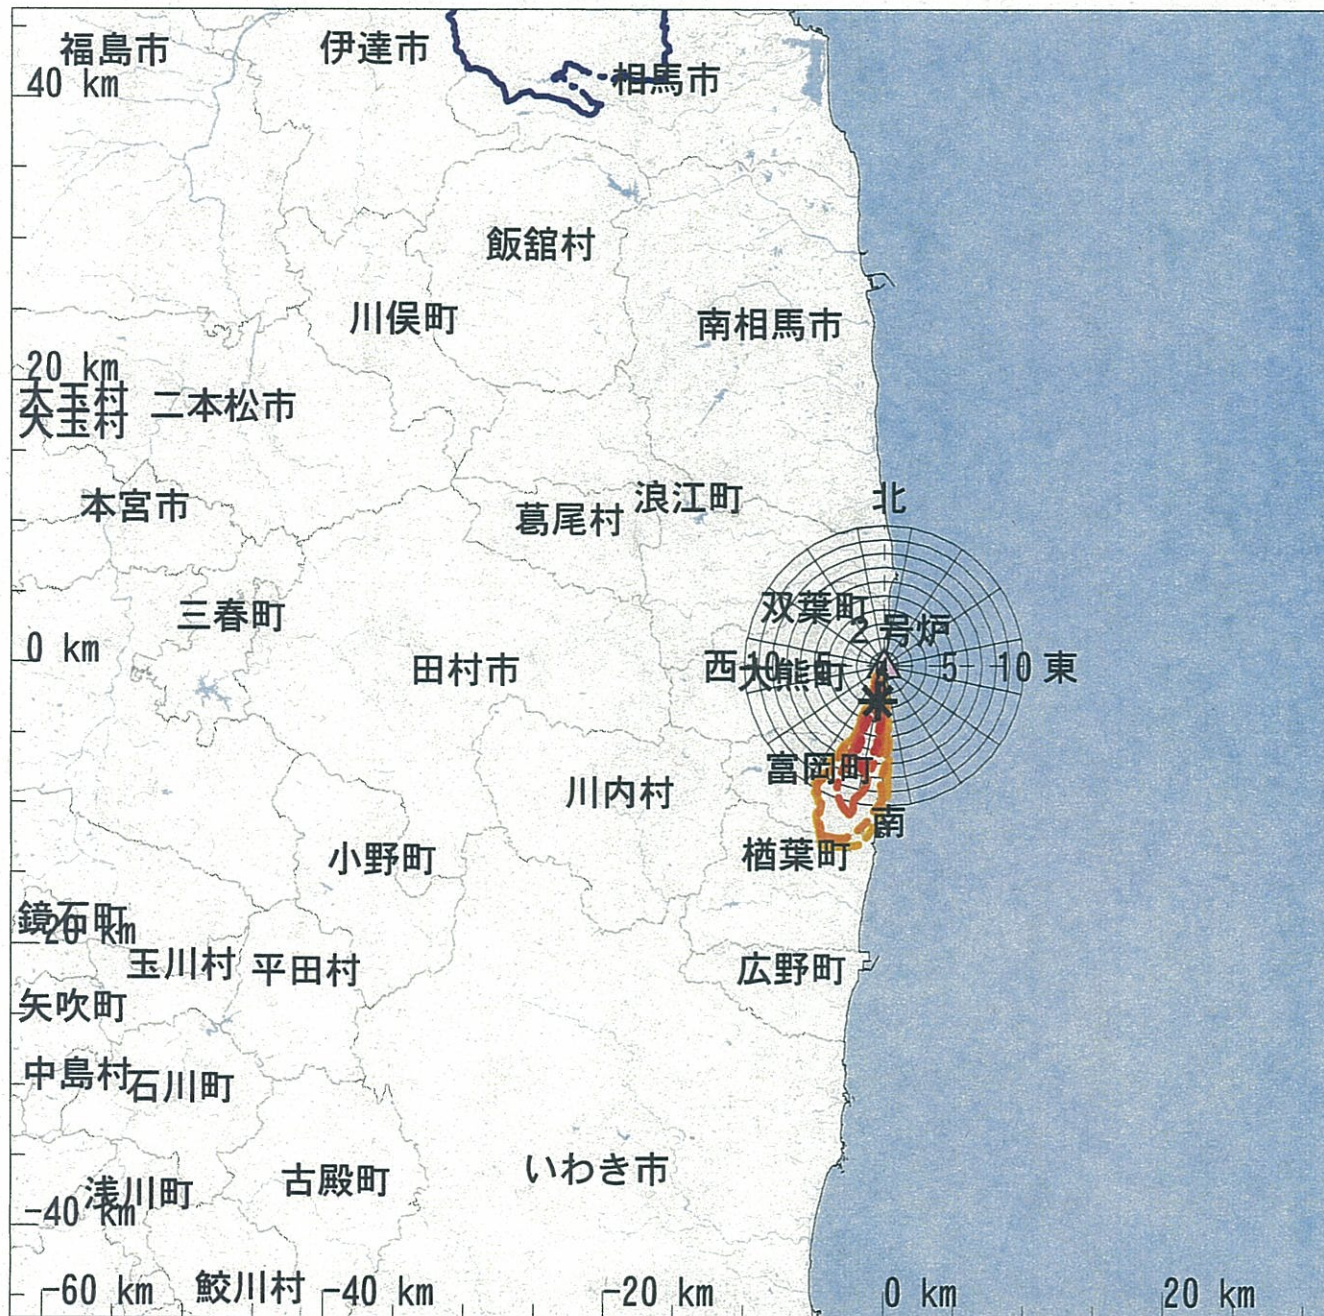 福島市 伊達市
40 km 相馬市
飯舘村
川俣町 南相馬市
20 km
大玉村 二本松市
大玉村
本宮市 葛尾村 浪江町 北
三春町 双葉町
2号炉
0 km 田村市 西 10 5 大熊町 5 10 東
富岡町
川内村
南
小野町 楢葉町
鏡石町
-20 km
玉川村 平田村 広野町
矢吹町
中島村 石川町
いわき市
浅川町 古殿町
-40 km
-60 km 鮫川村 -40 km -20 km 0 km 20 km